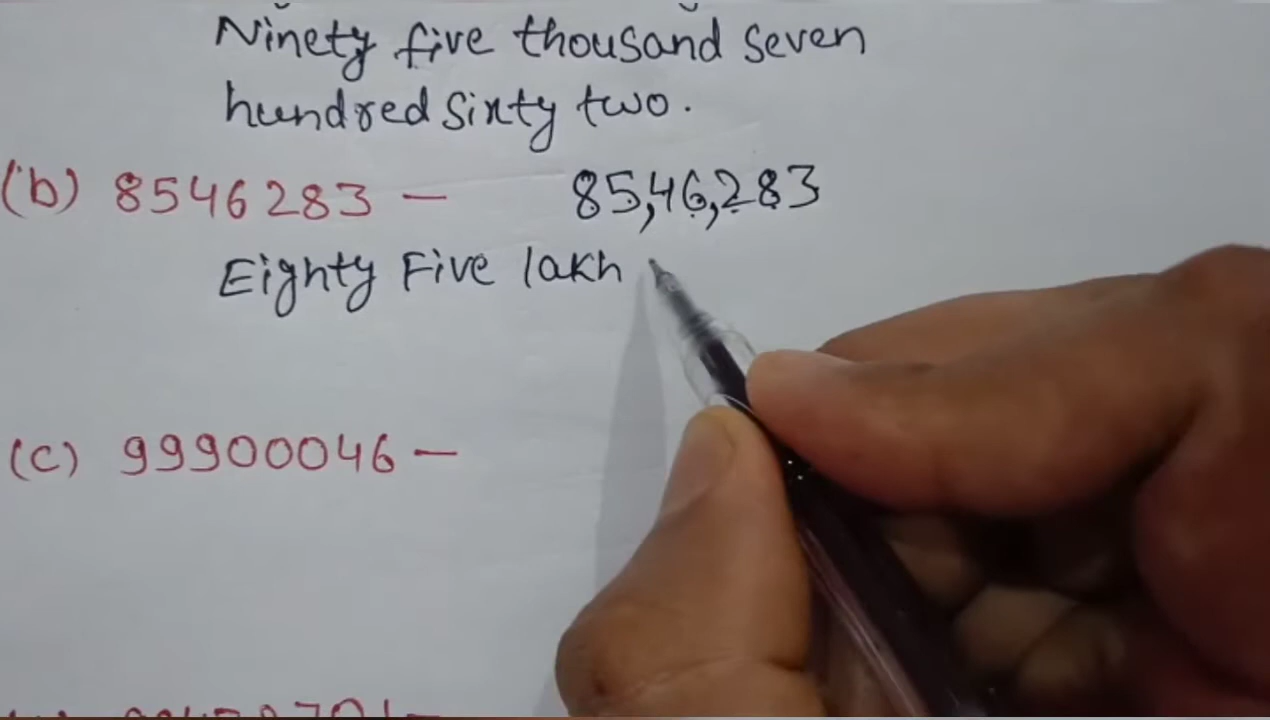 Ninety five thousand seven
hundred sixty two.
(b) 8546283 - 85,46,283
Eighty Five lakh
(c) 99900046 -